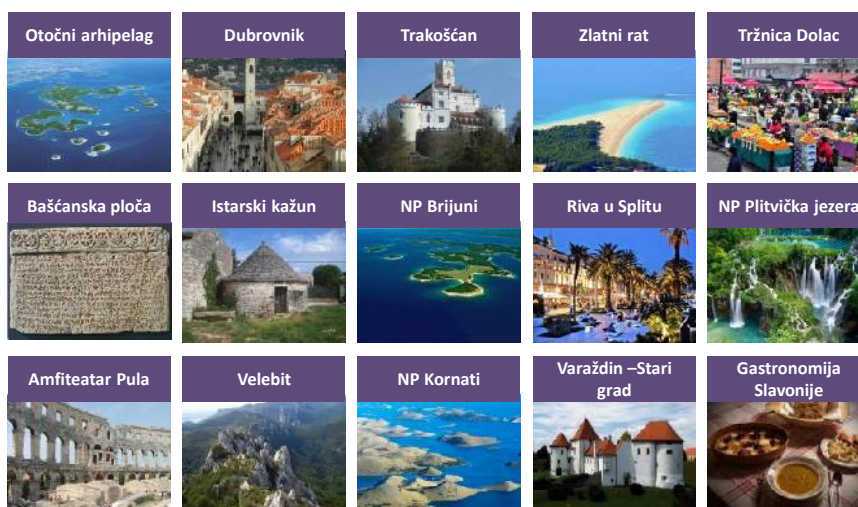 Otočni arhipelag
Dubrovnik
Trakošćan
Zlatni rat
Tržnica Dolac
Bašćanska ploča
Istarski kažun
NP Brijuni
Riva u Splitu
NP Plitvička jezera
Amfiteatar Pula
Velebit
NP Kornati
Varaždin –Stari
grad
Gastronomija
Slavonije